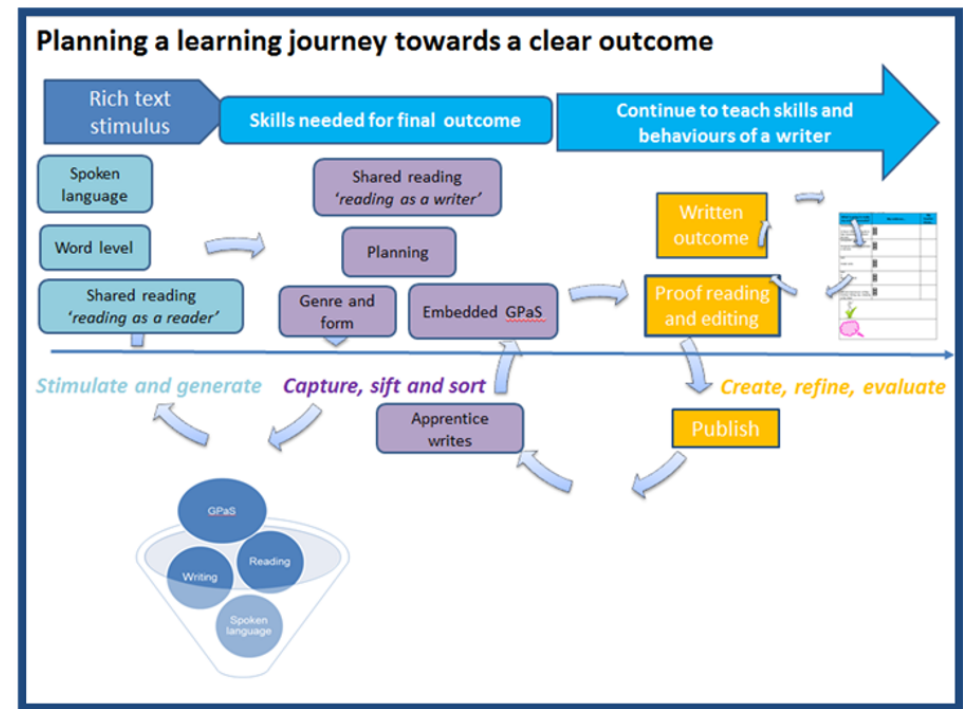 Planning a learning journey towards a clear outcome
Rich text
stimulus
Skills needed for final outcome
Continue to teach skills and
behaviours of a writer
Spoken
language
Word level
Shared reading
‘reading as a reader’
Shared reading
‘reading as a writer’
Planning
Genre and
form
Embedded GPaS
Written
outcome
Proof reading
and editing
Stimulate and generate
Capture, sift and sort
Create, refine, evaluate
Apprentice
writes
Publish
GPaS
Reading
Writing
Spoken
language